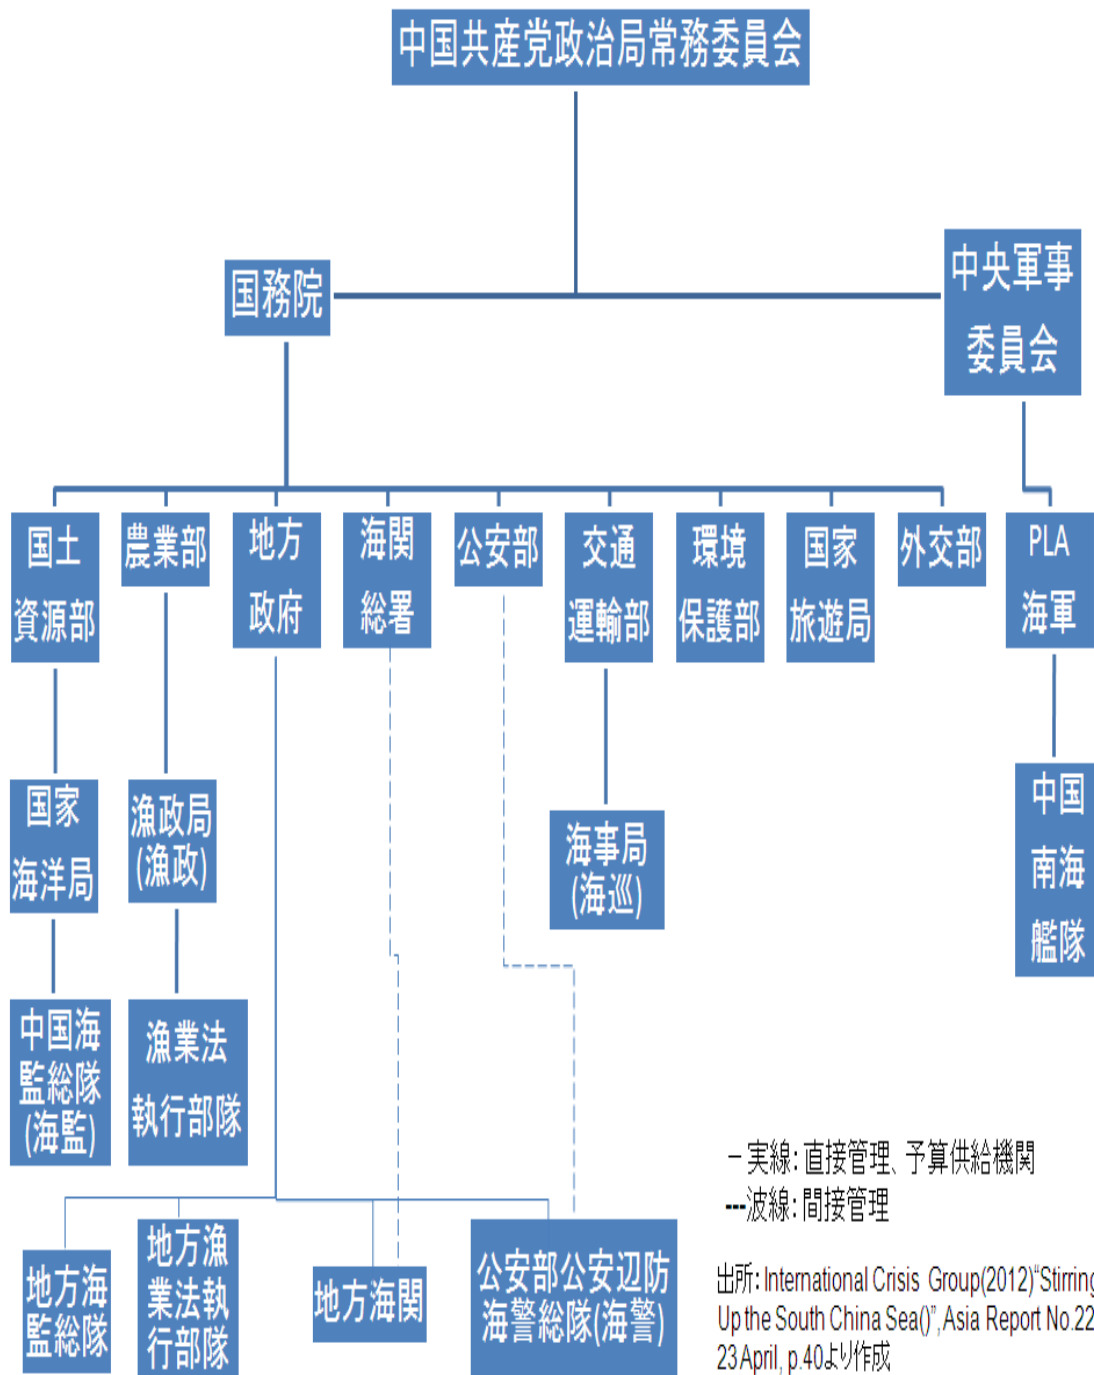 中国共産党政治局常務委員会
国務院
中央軍事
委員会
国土
資源部
農業部
地方
政府
海関
総署
公安部
交通
運輸部
環境
保護部
国家
旅遊局
外交部
PLA
海軍
国家
海洋局
漁政局
(漁政)
海事局
(海巡)
中国
南海
艦隊
中国海
監総隊
(海監)
漁業法
執行部隊
地方海
監総隊
地方漁
業法執
行部隊
地方海関
公安部公安辺防
海警総隊(海警)
－実線：直接管理、予算供給機関
---波線：間接管理
出所：International Crisis Group(2012)“Stirring
Up the South China Sea()”, Asia Report No.22
23 April, p.40より作成